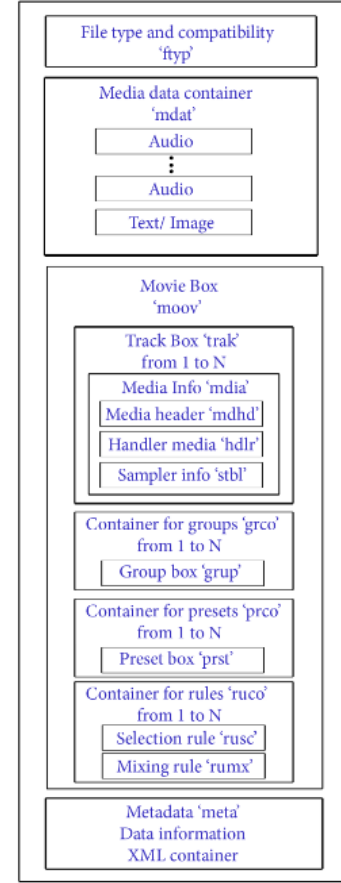 File type and compatibility
‘ftyp’
Media data container
‘mdat’
Audio
Audio
Text/ Image
Movie Box
‘moov’
Track Box ‘trak’
from 1 to N
Media Info ‘mdia’
Media header ‘mdhd’
Handler media ‘hdlr’
Sampler info ‘stbl’
Container for groups ‘grco’
from 1 to N
Group box ‘grup’
Container for presets ‘prco’
from 1 to N
Preset box ‘prst’
Container for rules ‘ruco’
from 1 to N
Selection rule ‘rusc’
Mixing rule ‘rumx’
Metadata ‘meta’
Data information
XML container